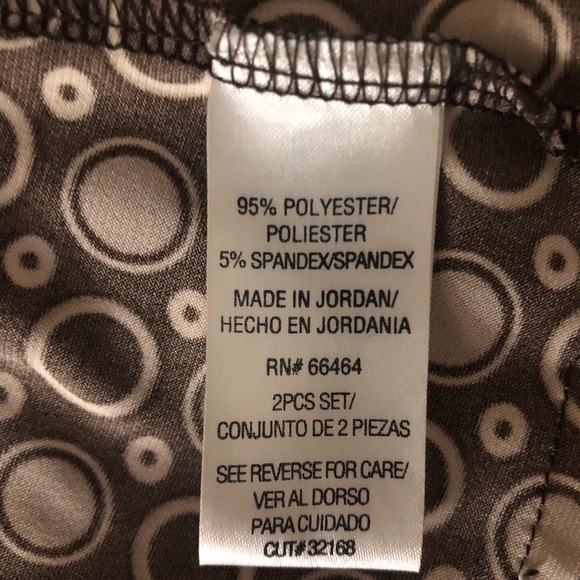 95% POLYESTER/
POLIESTER
5% SPANDEX/SPANDEX
MADE IN JORDAN/
HECHO EN JORDANIA
RN# 66464
2PCS SET/
CONJUNTO DE 2 PIEZAS
SEE REVERSE FOR CARE/
VER AL DORSO
PARA CUIDADO
CUT# 32168